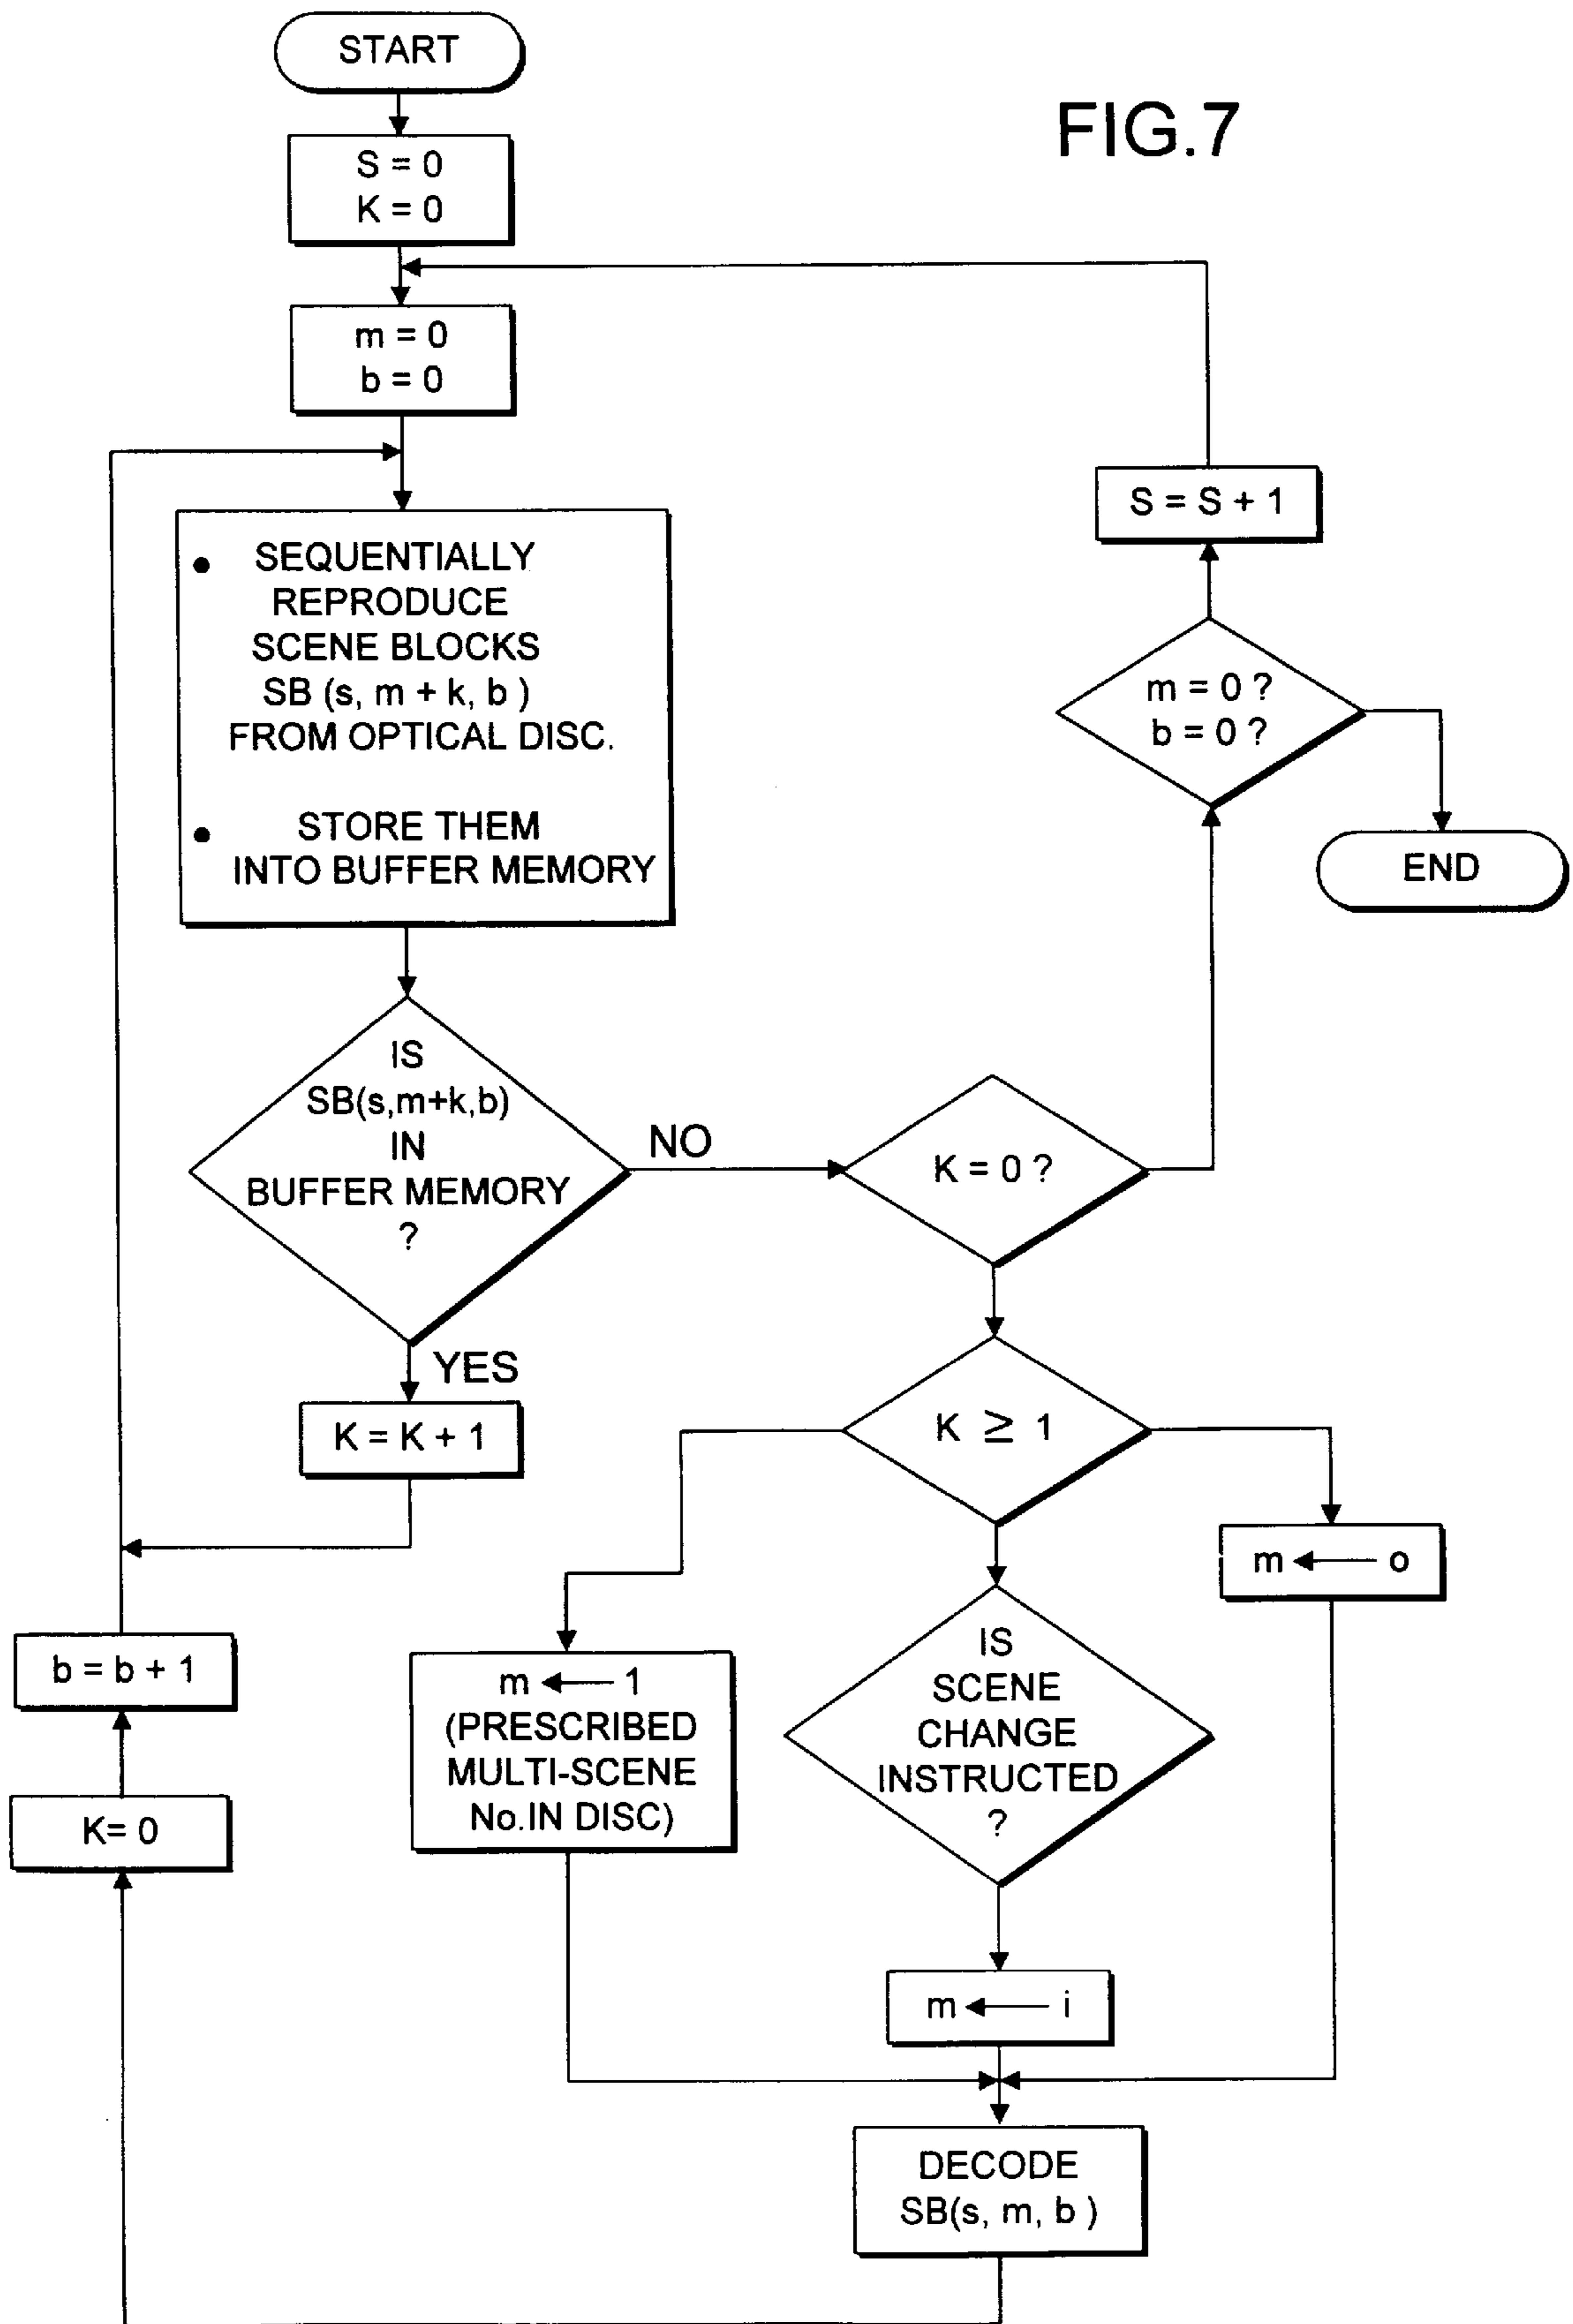 START
FIG.7
S = 0
K = 0
m = 0
b = 0
S = S + 1
● SEQUENTIALLY
REPRODUCE
SCENE BLOCKS
SB (s, m + k, b )
FROM OPTICAL DISC.
● STORE THEM
INTO BUFFER MEMORY
m = 0 ?
b = 0 ?
END
IS
SB(s,m+k,b)
IN
BUFFER MEMORY
?
NO
K = 0 ?
YES
K = K + 1
K ≥ 1
m ← o
b = b + 1
m ← 1
(PRESCRIBED
MULTI-SCENE
No.IN DISC)
IS
SCENE
CHANGE
INSTRUCTED
?
K= 0
m ← i
DECODE
SB(s, m, b )